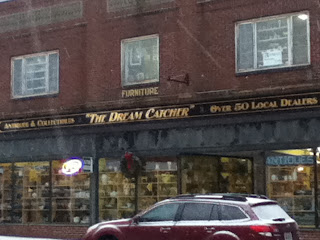 FURNITURE
ANTIQUES & COLLECTIBLES "THE DREAM CATCHER" OVER 50 LOCAL DEALERS
ANTIQUES